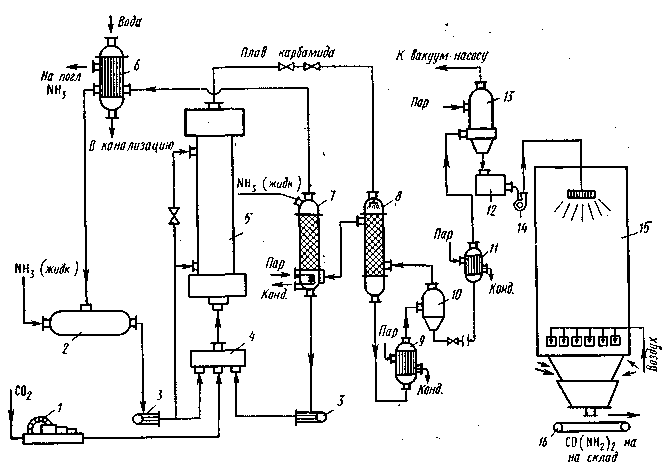 Вода
На погл
NH3
6
В канализацию
Плав карбамида
К вакуум-насосу
Пар
13
12
14
15
NH3 (жидк)
5
7
8
Пар
Конд.
11
Пар
Конд.
10
NH3 (жидк)
2
4
Пар
9
Конд.
Воздух
CO2
1
3
3
16
CO(NH2)2 на
на склад